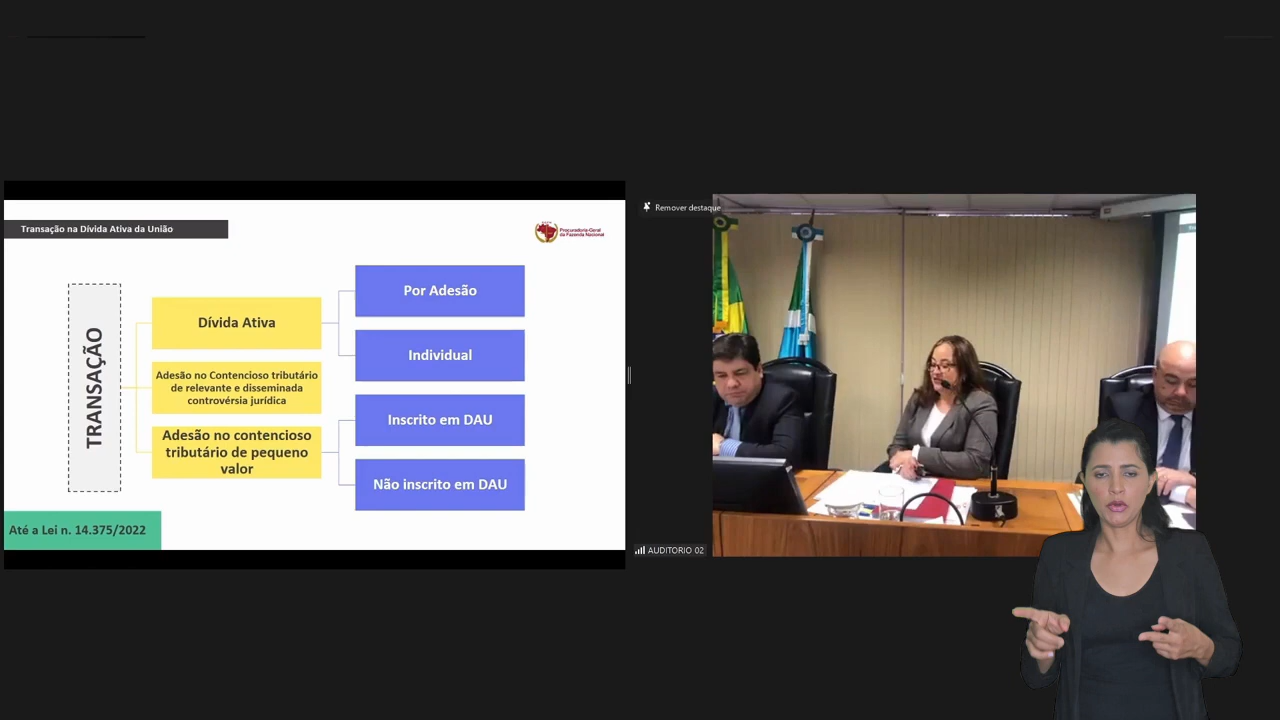 Transação na Dívida Ativa da União
Procuradoria-Geral
da Fazenda Nacional
TRANSAÇÃO
Dívida Ativa
Adesão no Contencioso tributário
de relevante e disseminada
controvérsia jurídica
Adesão no contencioso
tributário de pequeno
valor
Por Adesão
Individual
Inscrito em DAU
Não inscrito em DAU
Até a Lei n. 14.375/2022
Remover destaque
AUDITORIO 02